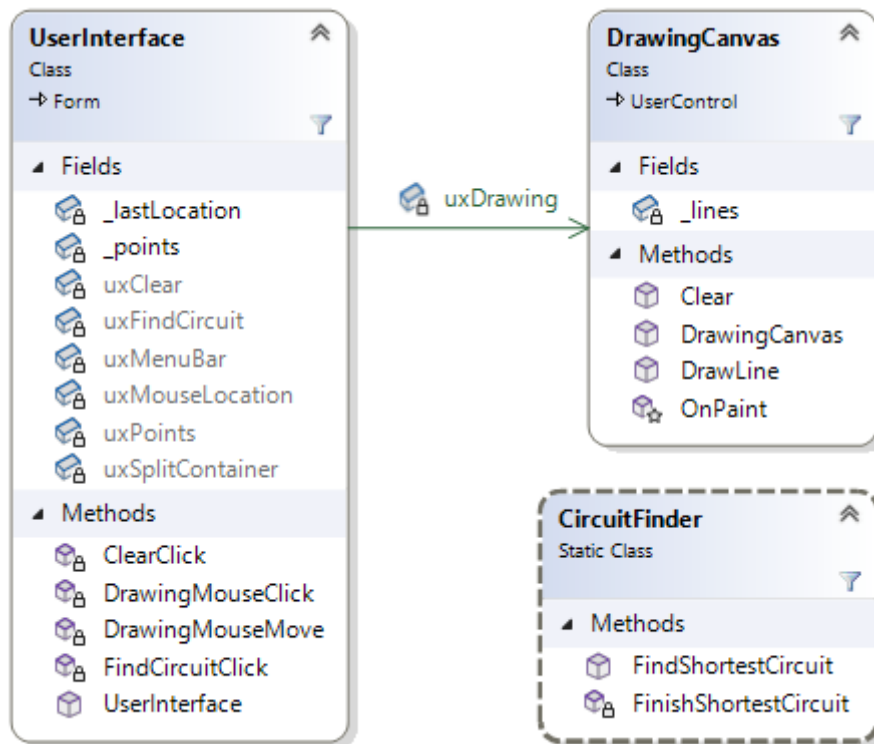 UserInterface
Class
Form
Fields
_lastLocation
_points
uxClear
uxFindCircuit
uxMenuBar
uxMouseLocation
uxPoints
uxSplitContainer
Methods
ClearClick
DrawingMouseClick
DrawingMouseMove
FindCircuitClick
UserInterface
uxDrawing
DrawingCanvas
Class
UserControl
Fields
_lines
Methods
Clear
DrawingCanvas
DrawLine
OnPaint
CircuitFinder
Static Class
Methods
FindShortestCircuit
FinishShortestCircuit